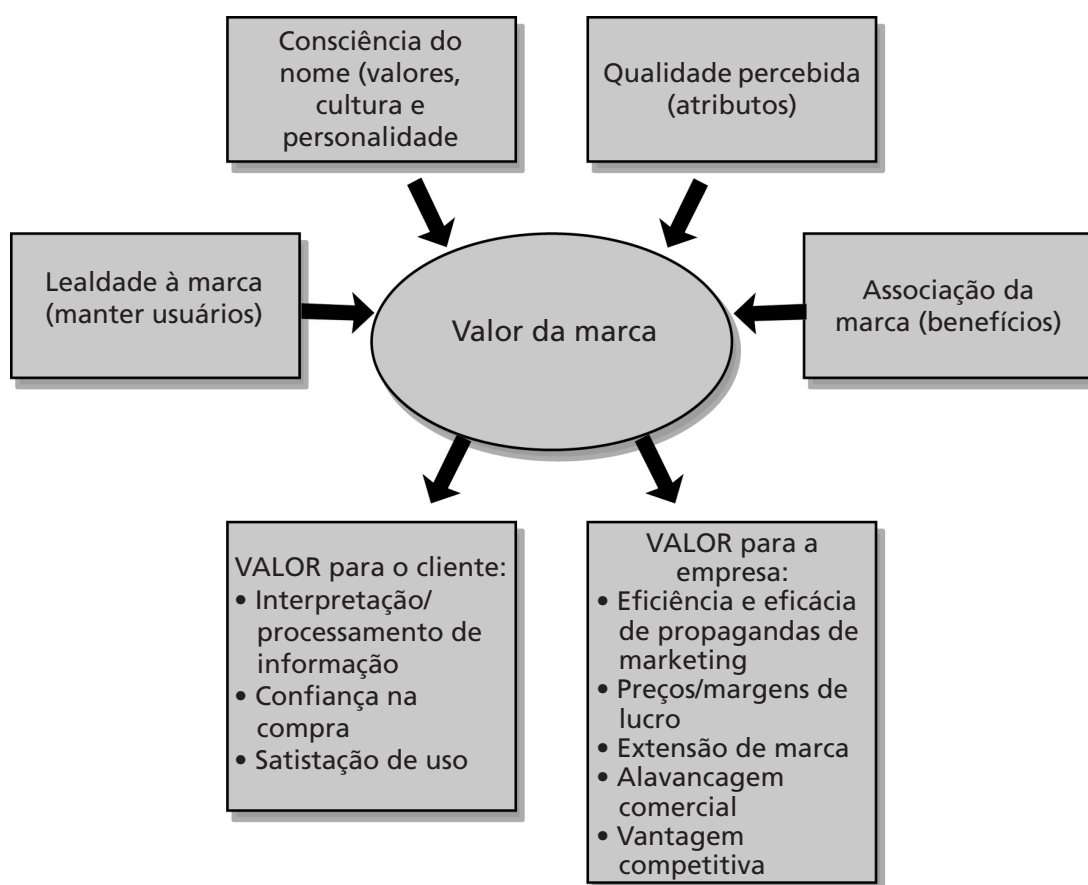 Consciência do
nome (valores,
cultura e
personalidade
Qualidade percebida
(atributos)
Lealdade à marca
(manter usuários)
Valor da marca
Associação da
marca (benefícios)
VALOR para o cliente:
• Interpretação/
processamento de
informação
• Confiança na
compra
• Satistação de uso
VALOR para a
empresa:
• Eficiência e eficácia
de propagandas de
marketing
• Preços/margens de
lucro
• Extensão de marca
• Alavancagem
comercial
• Vantagem
competitiva